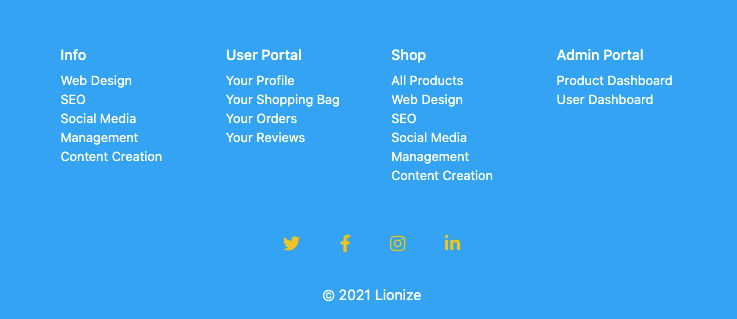 Info
Web Design
SEO
Social Media
Management
Content Creation
User Portal
Your Profile
Your Shopping Bag
Your Orders
Your Reviews
Shop
All Products
Web Design
SEO
Social Media
Management
Content Creation
Admin Portal
Product Dashboard
User Dashboard
© 2021 Lionize